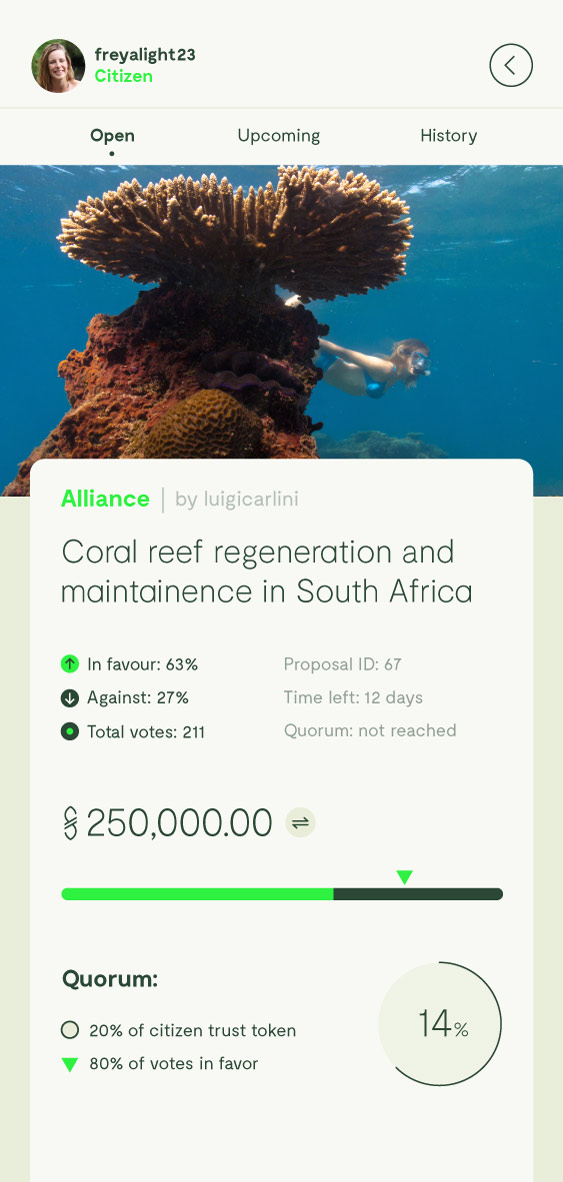 freyalight23
Citizen
Open
Upcoming
History
Alliance | by luigicarlini
Coral reef regeneration and
maintainence in South Africa
In favour: 63%
Proposal ID: 67
Against: 27%
Time left: 12 days
Total votes: 211
Quorum: not reached
250,000.00
Quorum:
20% of citizen trust token
80% of votes in favor
14%